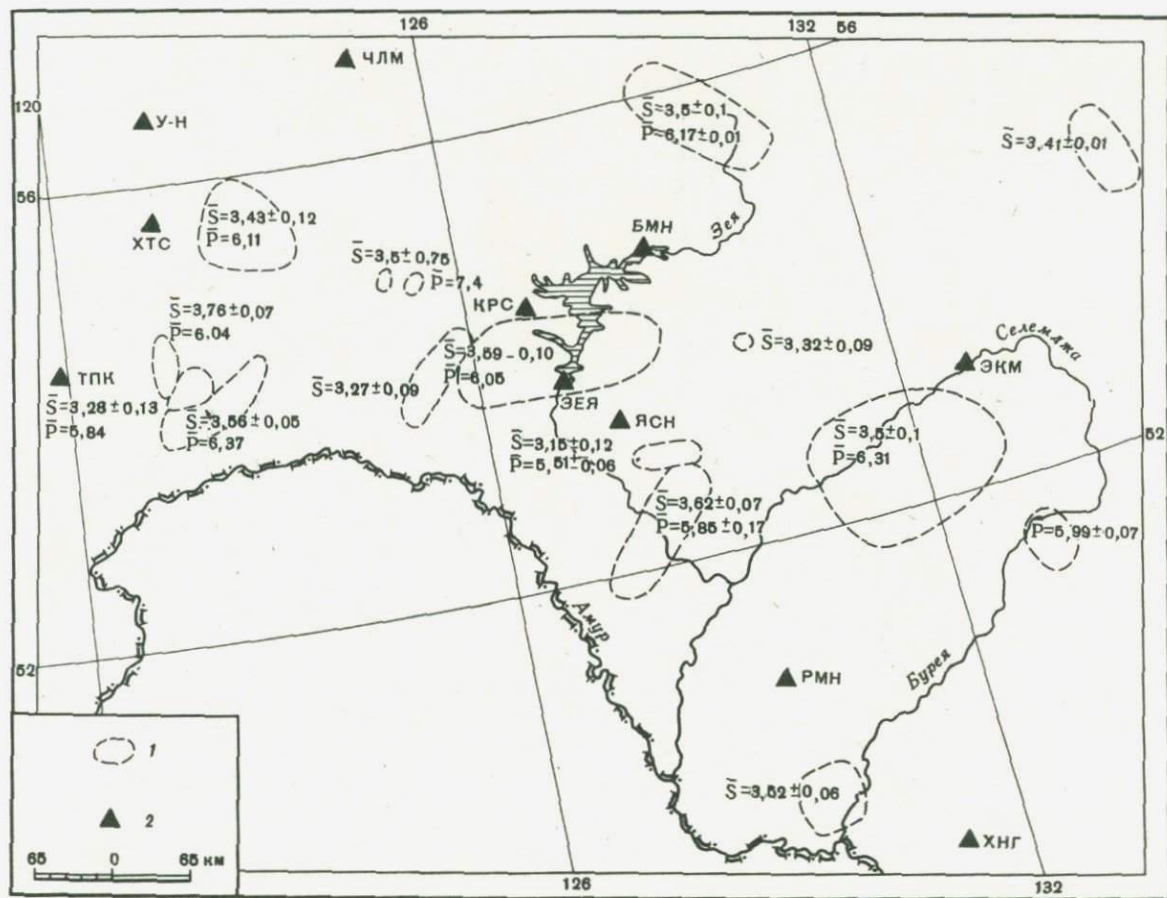 126
132 56
ЧЛМ
120
У-Н
S̄=3,5±0,1
P̄=6,17±0,01
S̄=3,41±0,01
56
S̄=3,43±0,12
P̄=6,11
ХТС
БМН
Зея
S̄=3,5±0,75
P̄=7,4
КРС
S̄=3,76±0,07
P̄=6.04
Селемджа
S̄=3,59-0,10
P̄=6,05
S̄=3,32±0,09
ЭКМ
ТПК
S̄=3,28±0,13
P̄=5,84
S̄=3,27±0,09
ЗЕЯ
S̄=3,56±0,05
P̄=6,37
ЯСН
S̄=3,15±0,12
P̄=5,51±0,06
S̄=3,5±0,1
P̄=6,31
52
S̄=3,62±0,07
P̄=5,85±0,17
P̄=5,99±0,07
Амур
52
РМН
Бурея
S̄=3,52±0,06
ХНГ
1
2
65 0 65 км
126
132